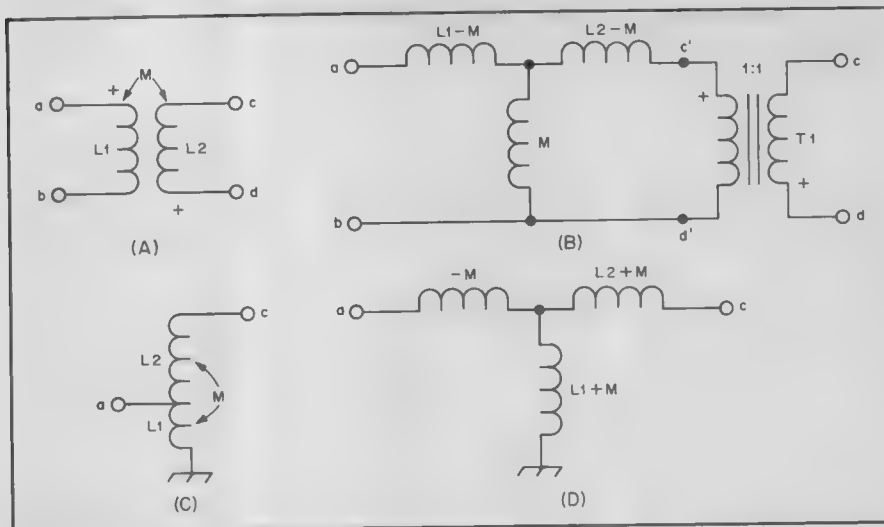 M
+
a
c
L1
L2
b
d
+
(A)
L1-M
L2-M
c'
1:1
a
c
+
M
T1
+
b
d'
d
(B)
c
L2
a
M
L1
(C)
-M
L2+M
a
c
L1+M
(D)